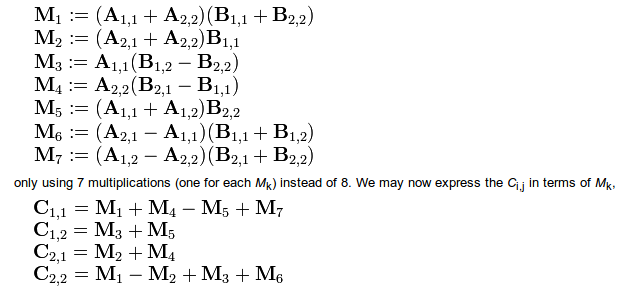 M₁ := (A₁,₁ + A₂,₂)(B₁,₁ + B₂,₂)
M₂ := (A₂,₁ + A₂,₂)B₁,₁
M₃ := A₁,₁(B₁,₂ − B₂,₂)
M₄ := A₂,₂(B₂,₁ − B₁,₁)
M₅ := (A₁,₁ + A₁,₂)B₂,₂
M₆ := (A₂,₁ − A₁,₁)(B₁,₁ + B₁,₂)
M₇ := (A₁,₂ − A₂,₂)(B₂,₁ + B₂,₂)
only using 7 multiplications (one for each Mₖ) instead of 8. We may now express the Cᵢ,ⱼ in terms of Mₖ,
C₁,₁ = M₁ + M₄ − M₅ + M₇
C₁,₂ = M₃ + M₅
C₂,₁ = M₂ + M₄
C₂,₂ = M₁ − M₂ + M₃ + M₆